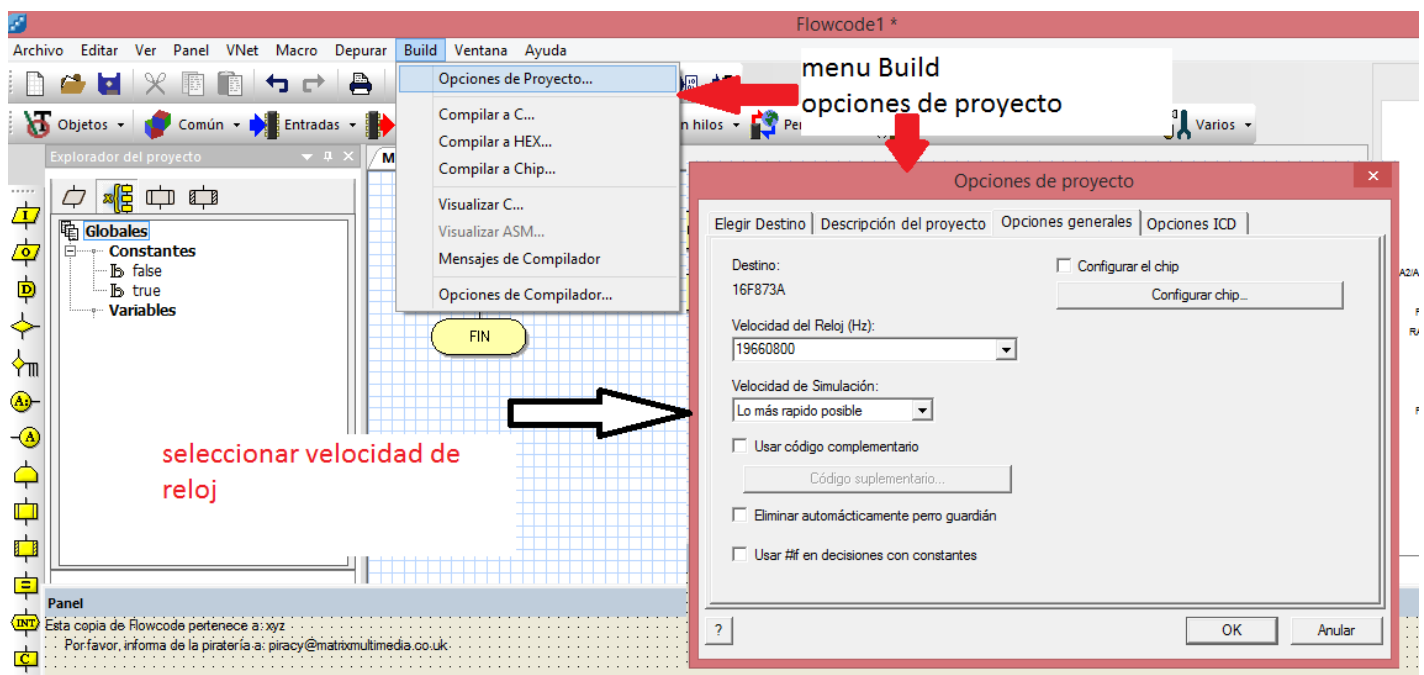 Flowcode1 *
Archivo Editar Ver Panel VNet Macro Depurar Build Ventana Ayuda
Opciones de Proyecto...
menu Build
opciones de proyecto
Compilar a C...
Compilar a HEX...
Compilar a Chip...
Visualizar C...
Visualizar ASM...
Mensajes de Compilador
Opciones de Compilador...
Objetos Común Entradas
n hilos
Varios
Explorador del proyecto
Globales
Constantes
false
true
Variables
FIN
seleccionar velocidad de
reloj
Opciones de proyecto
Elegir Destino Descripción del proyecto Opciones generales Opciones ICD
Destino:
16F873A
Configurar el chip
Configurar chip...
Velocidad del Reloj (Hz):
19660800
Velocidad de Simulación:
Lo más rapido posible
Usar código complementario
Código suplementario...
Eliminar automácticamente perro guardián
Usar #if en decisiones con constantes
OK Anular
Panel
Esta copia de Flowcode pertenece a: xyz
Por favor, informa de la piratería a: piracy@matrixmultimedia.co.uk